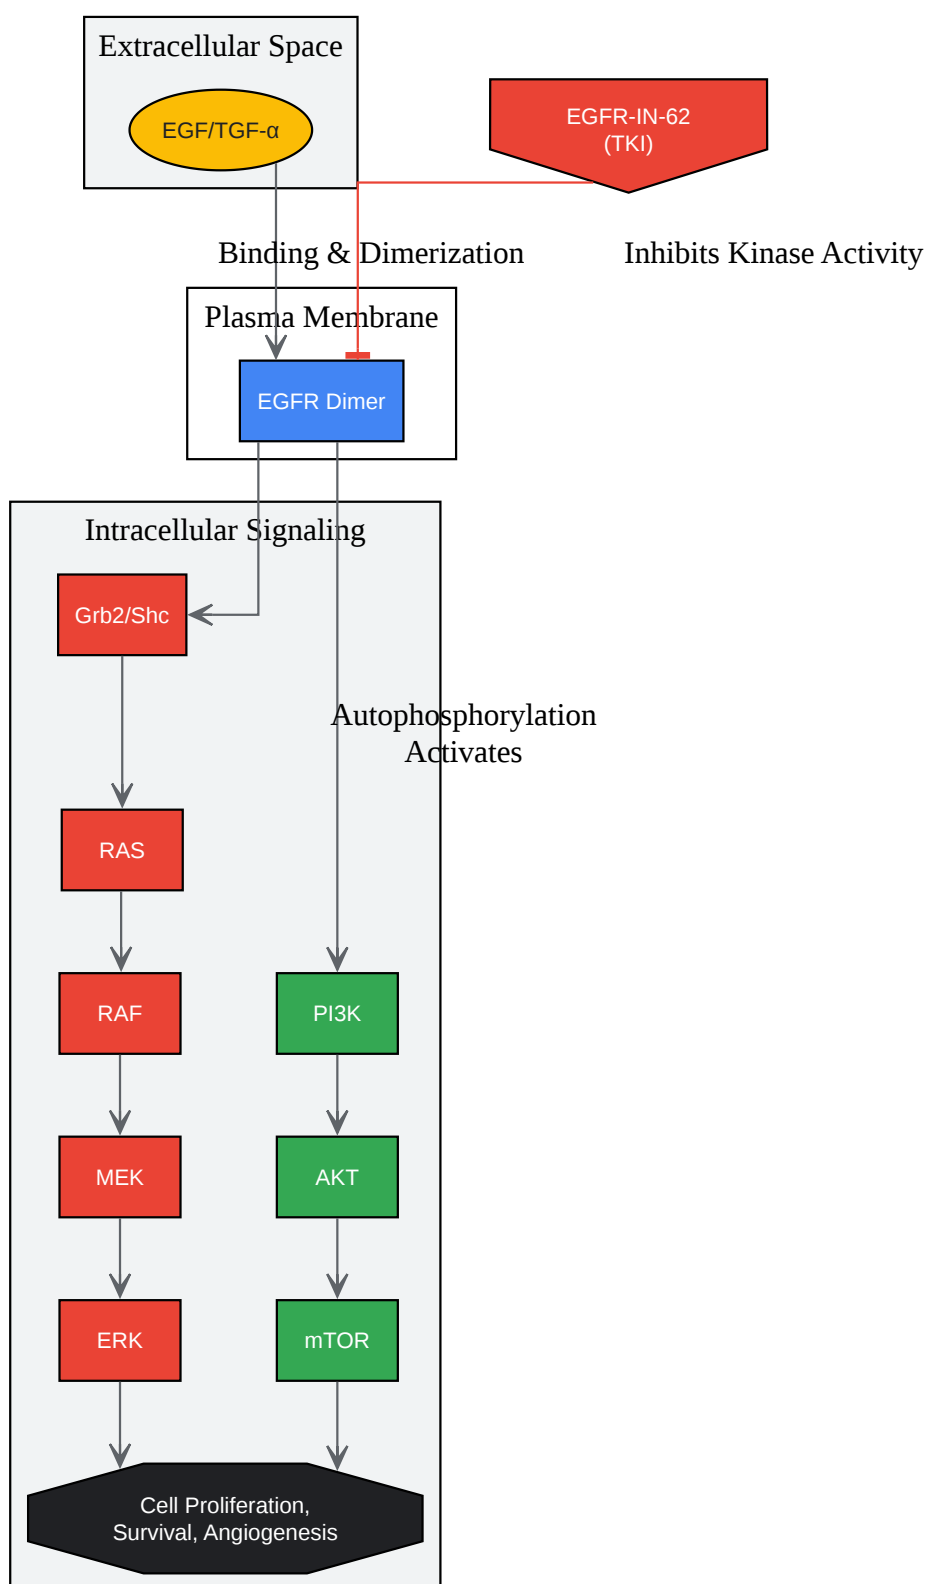 Extracellular Space
EGF/TGF-α
EGFR-IN-62
(TKI)
Binding & Dimerization
Inhibits Kinase Activity
Plasma Membrane
EGFR Dimer
Intracellular Signaling
Grb2/Shc
Autophosphorylation
Activates
RAS
RAF
PI3K
MEK
AKT
ERK
mTOR
Cell Proliferation,
Survival, Angiogenesis